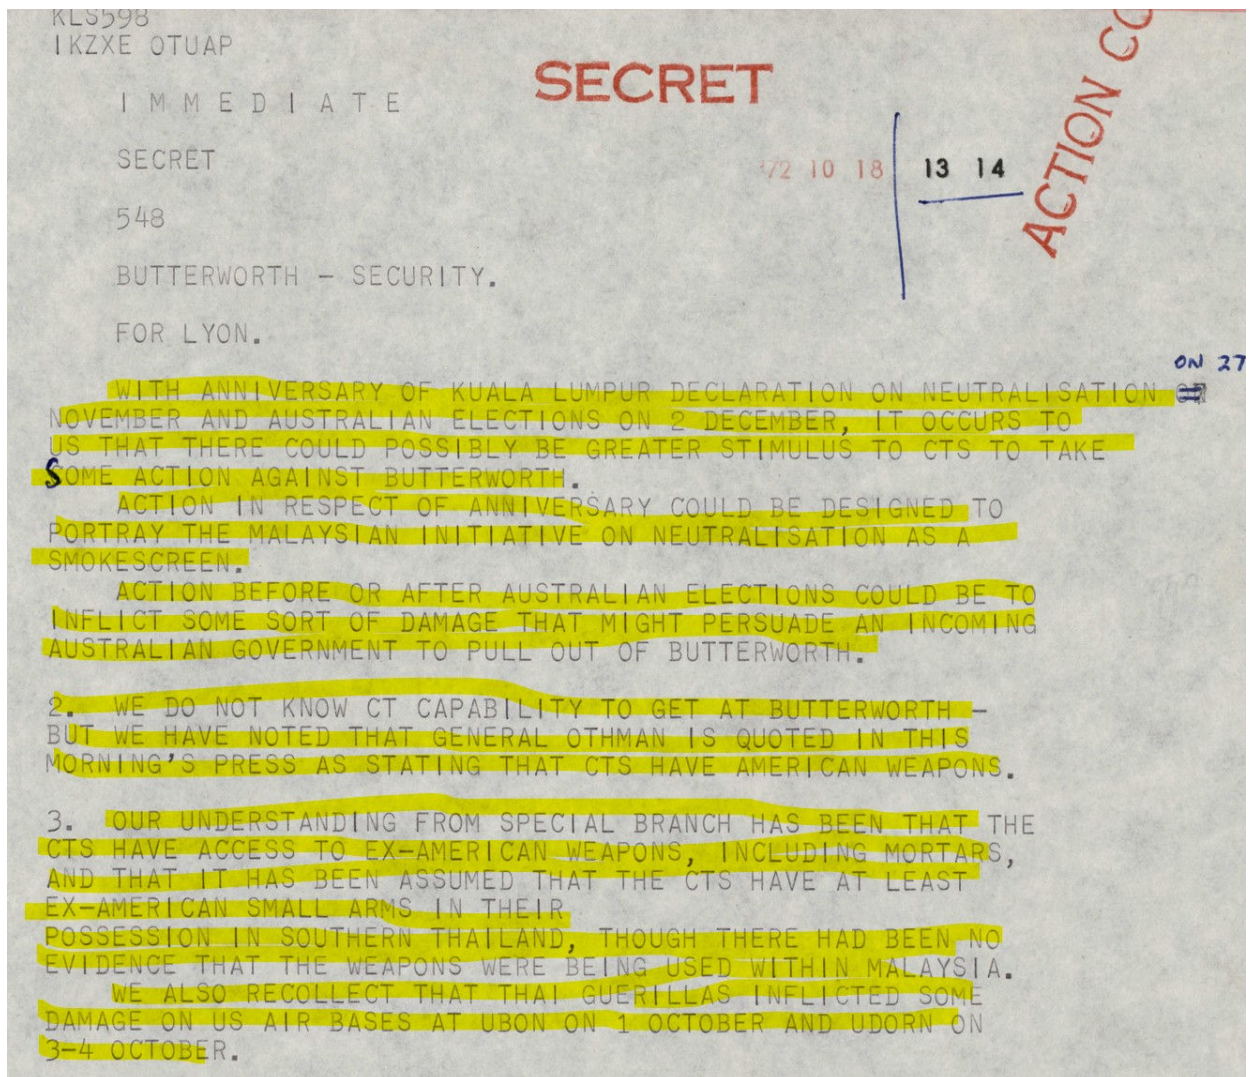 KLS598
IKZXE OTUAP
I M M E D I A T E
SECRET
SECRET
ACTION CO
72 10 18 13 14
548
BUTTERWORTH – SECURITY.
FOR LYON.
ON 27
WITH ANNIVERSARY OF KUALA LUMPUR DECLARATION ON NEUTRALISATION
NOVEMBER AND AUSTRALIAN ELECTIONS ON 2 DECEMBER, IT OCCURS TO
US THAT THERE COULD POSSIBLY BE GREATER STIMULUS TO CTS TO TAKE
SOME ACTION AGAINST BUTTERWORTH.
ACTION IN RESPECT OF ANNIVERSARY COULD BE DESIGNED TO
PORTRAY THE MALAYSIAN INITIATIVE ON NEUTRALISATION AS A
SMOKESCREEN.
ACTION BEFORE OR AFTER AUSTRALIAN ELECTIONS COULD BE TO
INFLICT SOME SORT OF DAMAGE THAT MIGHT PERSUADE AN INCOMING
AUSTRALIAN GOVERNMENT TO PULL OUT OF BUTTERWORTH.
2. WE DO NOT KNOW CT CAPABILITY TO GET AT BUTTERWORTH –
BUT WE HAVE NOTED THAT GENERAL OTHMAN IS QUOTED IN THIS
MORNING'S PRESS AS STATING THAT CTS HAVE AMERICAN WEAPONS.
3. OUR UNDERSTANDING FROM SPECIAL BRANCH HAS BEEN THAT THE
CTS HAVE ACCESS TO EX-AMERICAN WEAPONS, INCLUDING MORTARS,
AND THAT IT HAS BEEN ASSUMED THAT THE CTS HAVE AT LEAST
EX-AMERICAN SMALL ARMS IN THEIR
POSSESSION IN SOUTHERN THAILAND, THOUGH THERE HAD BEEN NO
EVIDENCE THAT THE WEAPONS WERE BEING USED WITHIN MALAYSIA.
WE ALSO RECOLLECT THAT THAI GUERILLAS INFLICTED SOME
DAMAGE ON US AIR BASES AT UBON ON 1 OCTOBER AND UDORN ON
3-4 OCTOBER.